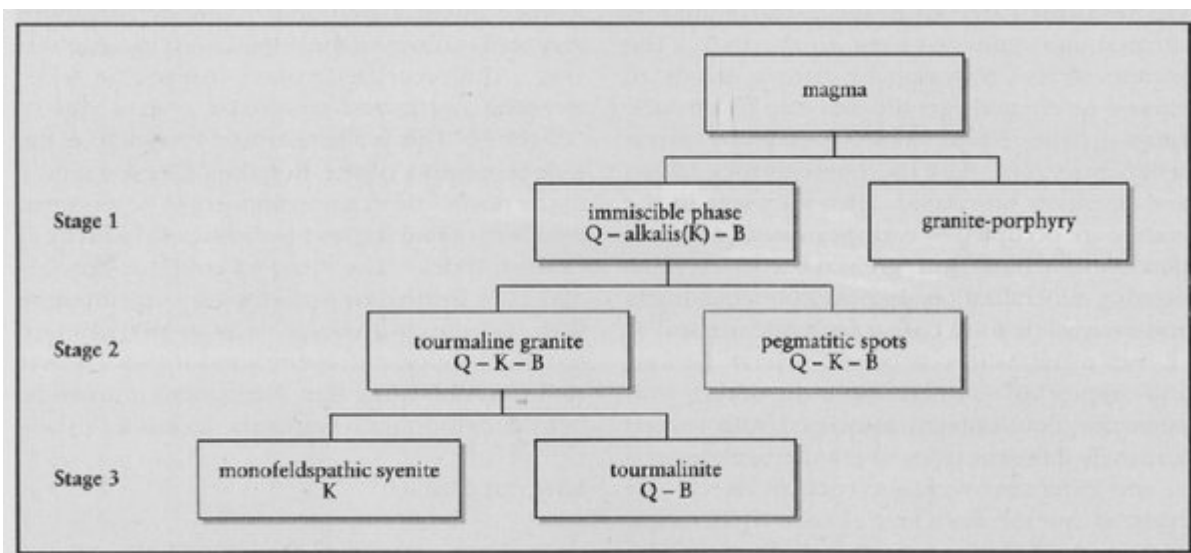 magma
Stage 1
immiscible phase
Q – alkalis(K) – B
granite-porphyry
Stage 2
tourmaline granite
Q – K – B
pegmatitic spots
Q – K – B
Stage 3
monofeldspathic syenite
K
tourmalinite
Q – B